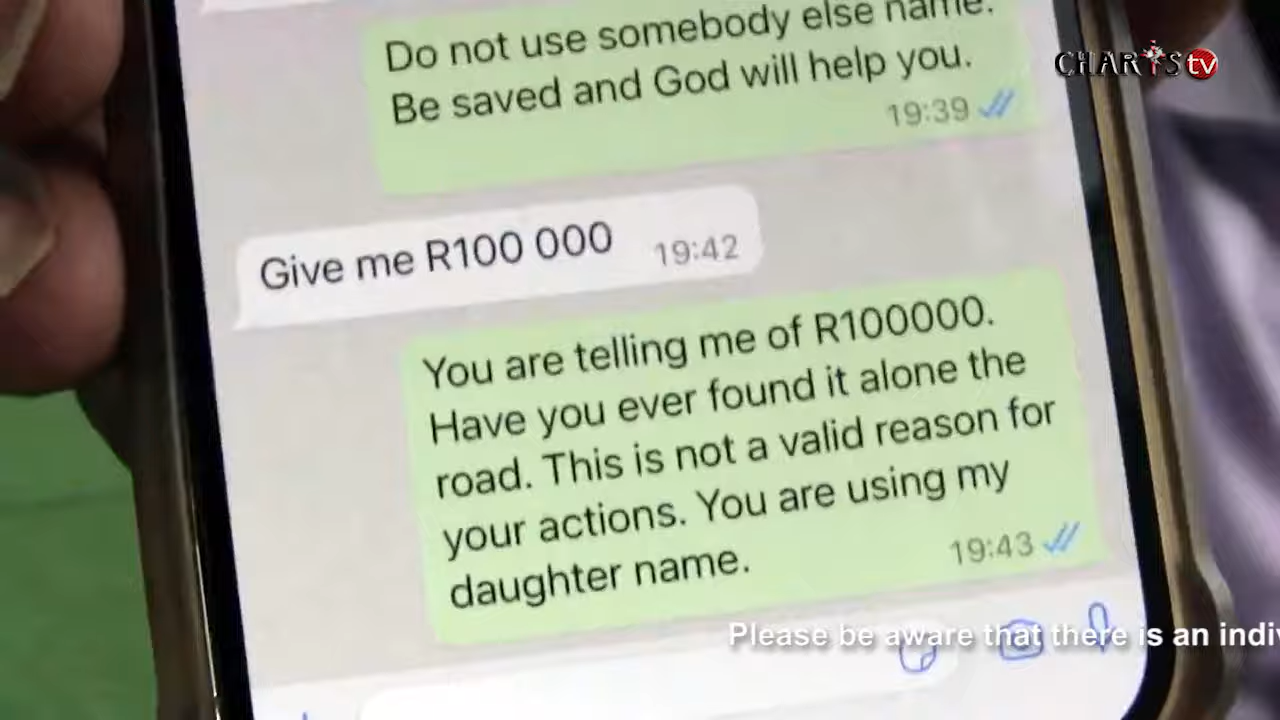 Do not use somebody else name.
Be saved and God will help you.
19:39
CHARIS tv
Give me R100 000
19:42
You are telling me of R100000.
Have you ever found it alone the
road. This is not a valid reason for
your actions. You are using my
daughter name.
19:43
Please be aware that there is an indiv